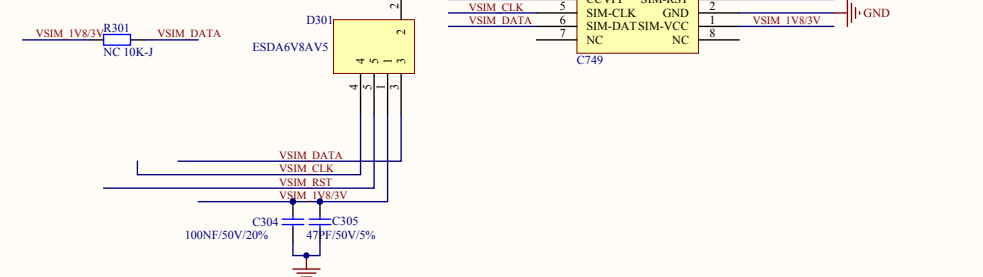 VSIM_1V8/3V
R301
VSIM_DATA
NC 10K-J
D301
2
2
ESDA6V8AV5
4
5
1
3
4
5
1
3
VSIM_DATA
VSIM_CLK
VSIM_RST
VSIM_1V8/3V
C304
C305
100NF/50V/20%
47PF/50V/5%
VSIM_CLK
5
SIM-CLK
GND
2
GND
VSIM_DATA
6
SIM-DAT
SIM-VCC
1
VSIM_1V8/3V
7
NC
NC
8
C749